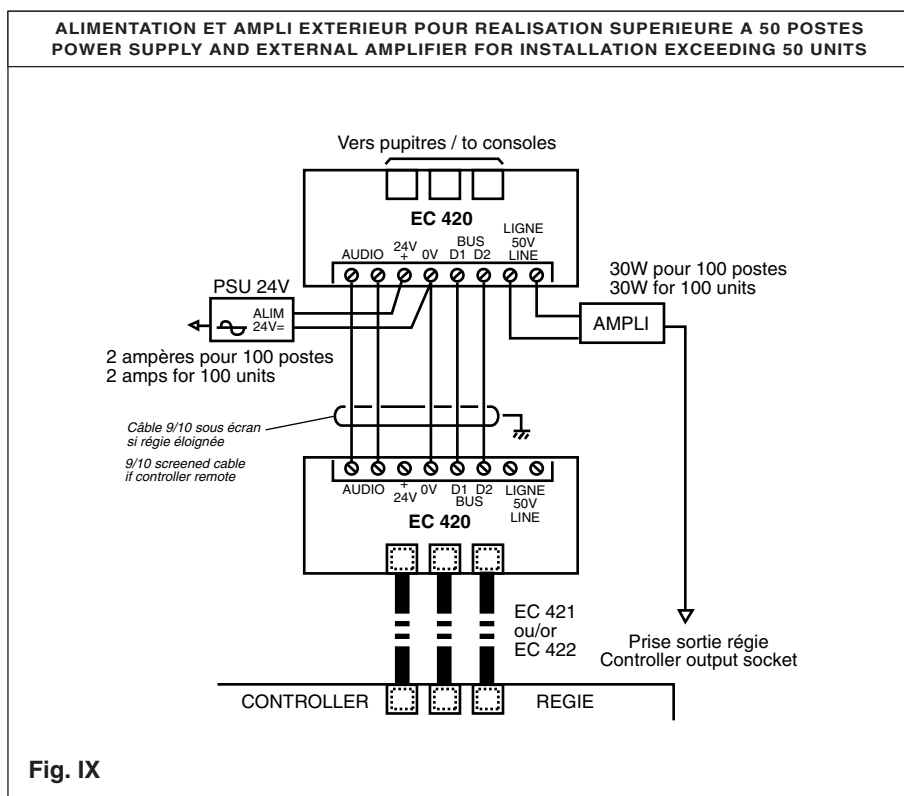 ALIMENTATION ET AMPLI EXTERIEUR POUR REALISATION SUPERIEURE A 50 POSTES
POWER SUPPLY AND EXTERNAL AMPLIFIER FOR INSTALLATION EXCEEDING 50 UNITS
Vers pupitres / to consoles
EC 420
AUDIO
24V
+
0V
BUS
D1 D2
LIGNE
50V
LINE
PSU 24V
ALIM
24V=
2 ampères pour 100 postes
2 amps for 100 units
30W pour 100 postes
30W for 100 units
AMPLI
Câble 9/10 sous écran
si régie éloignée
9/10 screened cable
if controller remote
AUDIO
+
24V
0V
D1 D2
BUS
LIGNE
50V
LINE
EC 420
EC 421
ou/or
EC 422
Prise sortie régie
Controller output socket
CONTROLLER
REGIE
Fig. IX